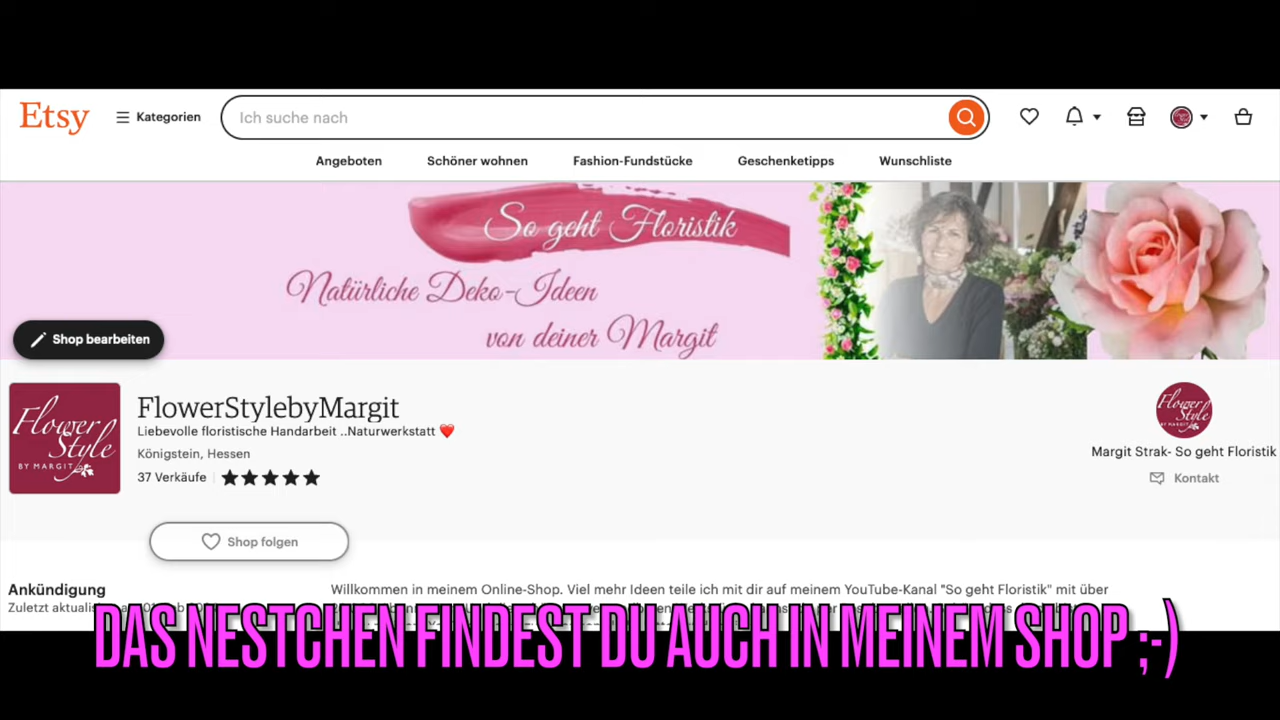 Etsy
Kategorien
Ich suche nach
Angeboten
Schöner wohnen
Fashion-Fundstücke
Geschenketipps
Wunschliste
So geht Floristik
Natürliche Deko-Ideen
von deiner Margit
Shop bearbeiten
Flower
Style
BY MARGIT
FlowerStylebyMargit
Liebevolle floristische Handarbeit ..Naturwerkstatt ❤️
Königstein, Hessen
37 Verkäufe
Flower
Style
BY MARGIT
Margit Strak- So geht Floristik
Kontakt
Shop folgen
Ankündigung
Zuletzt
Willkommen in meinem Online-Shop. Viel mehr Ideen teile ich mit dir auf meinem YouTube-Kanal "So geht Floristik" mit über
DAS NESTCHEN FINDEST DU AUCH IN MEINEM SHOP ;-)